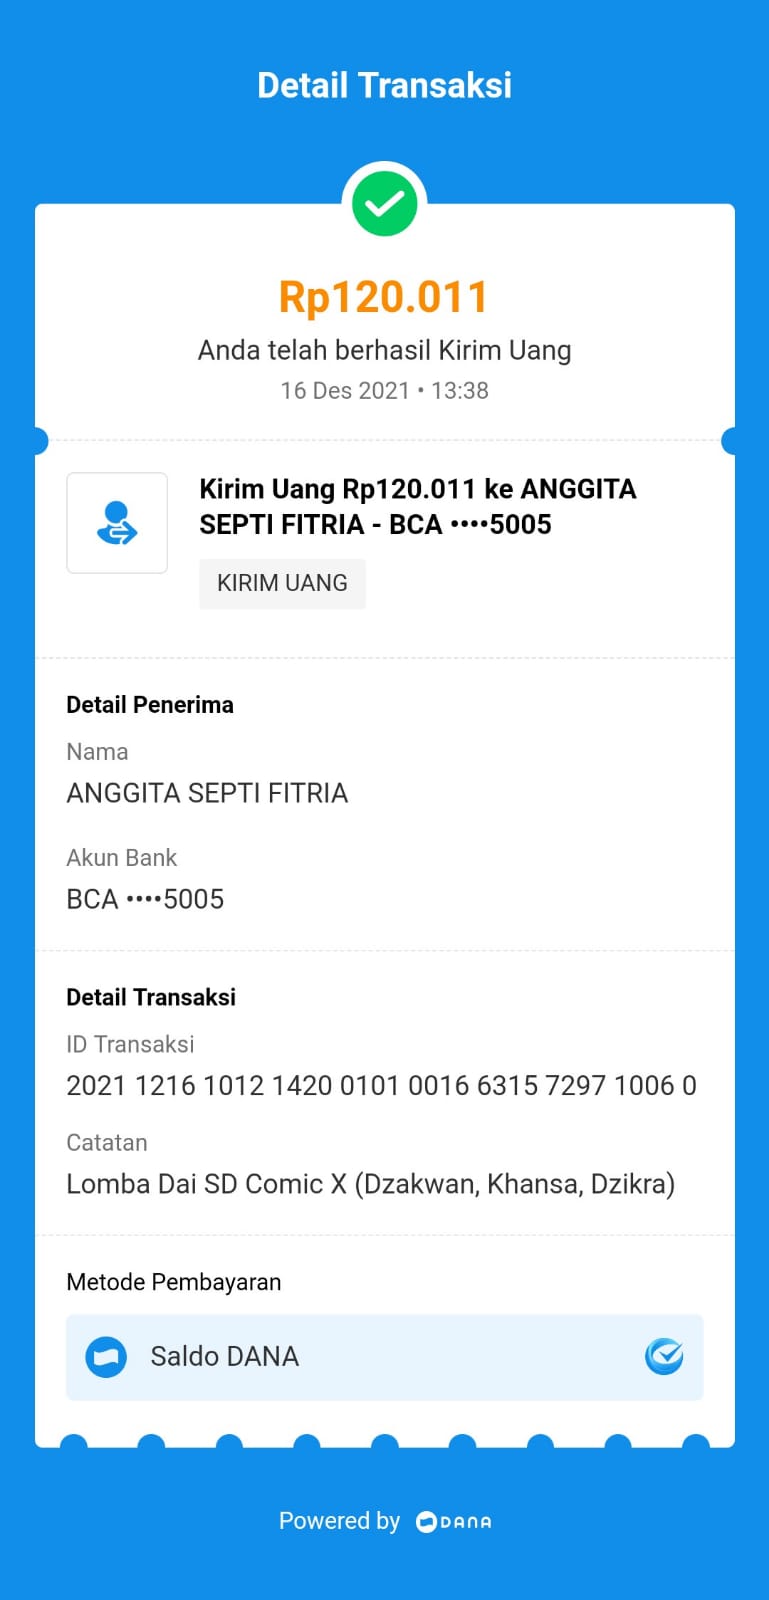 Detail Transaksi
Rp120.011
Anda telah berhasil Kirim Uang
16 Des 2021 • 13:38
Kirim Uang Rp120.011 ke ANGGITA
SEPTI FITRIA - BCA ••••5005
KIRIM UANG
Detail Penerima
Nama
ANGGITA SEPTI FITRIA
Akun Bank
BCA ••••5005
Detail Transaksi
ID Transaksi
2021 1216 1012 1420 0101 0016 6315 7297 1006 0
Catatan
Lomba Dai SD Comic X (Dzakwan, Khansa, Dzikra)
Metode Pembayaran
Saldo DANA
Powered by DANA